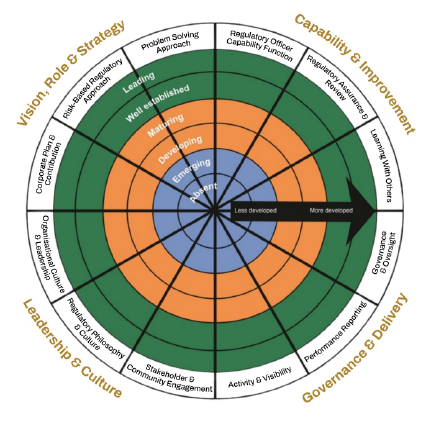 Vision, Role & Strategy
Capability & Improvement
Problem Solving
Approach
Regulatory Officer
Capability Function
Risk-Based Regulatory
Approach
Regulatory Assurance &
Review
Corporate Plan &
Contribution
Learning With Others
Leading
Well established
Maturing
Developing
Emerging
Absent
Less developed
More developed
Organisational Culture
& Leadership
Governance
& Oversight
Regulatory Philosophy
& Culture
Performance Reporting
Stakeholder &
Community Engagement
Activity & Visibility
Leadership & Culture
Governance & Delivery